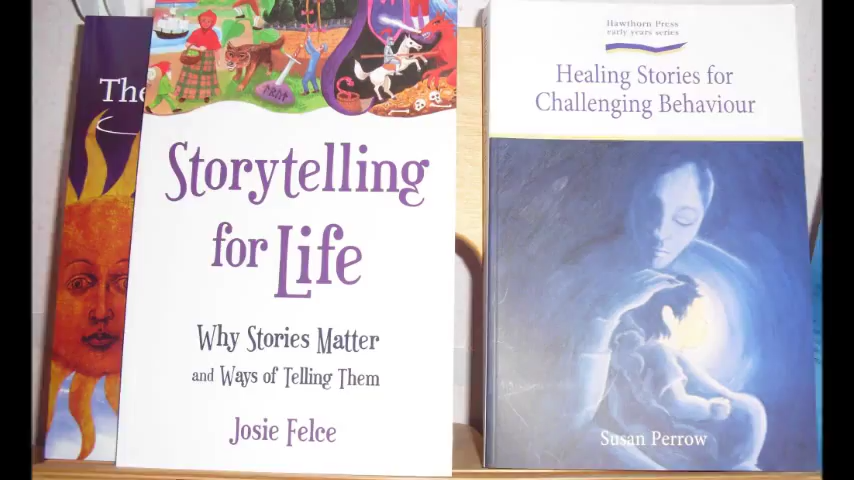 The
Storytelling
for Life
Why Stories Matter
and Ways of Telling Them
Josie Felce
Hawthorn Press
early years series
Healing Stories for
Challenging Behaviour
Susan Perrow